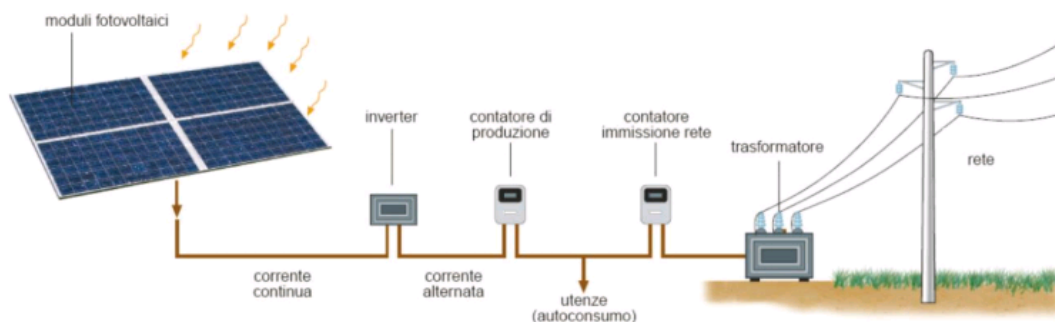 moduli fotovoltaici
inverter
contatore di
produzione
contatore
immissione rete
trasformatore
rete
corrente
continua
corrente
alternata
utenze
(autoconsumo)